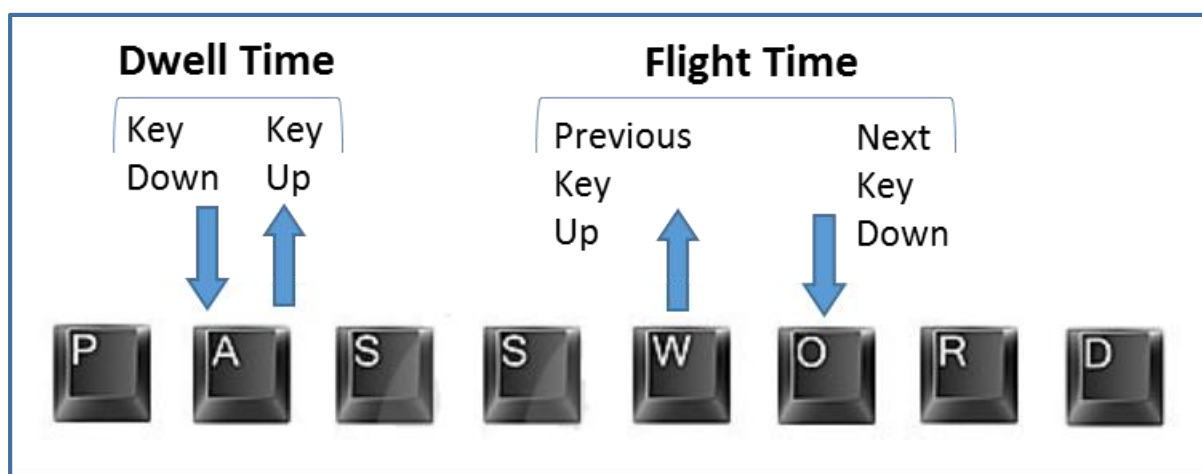 Dwell Time
Flight Time
Key Key
Down Up
Previous Next
Key Key
Up Down
P A S S W O R D